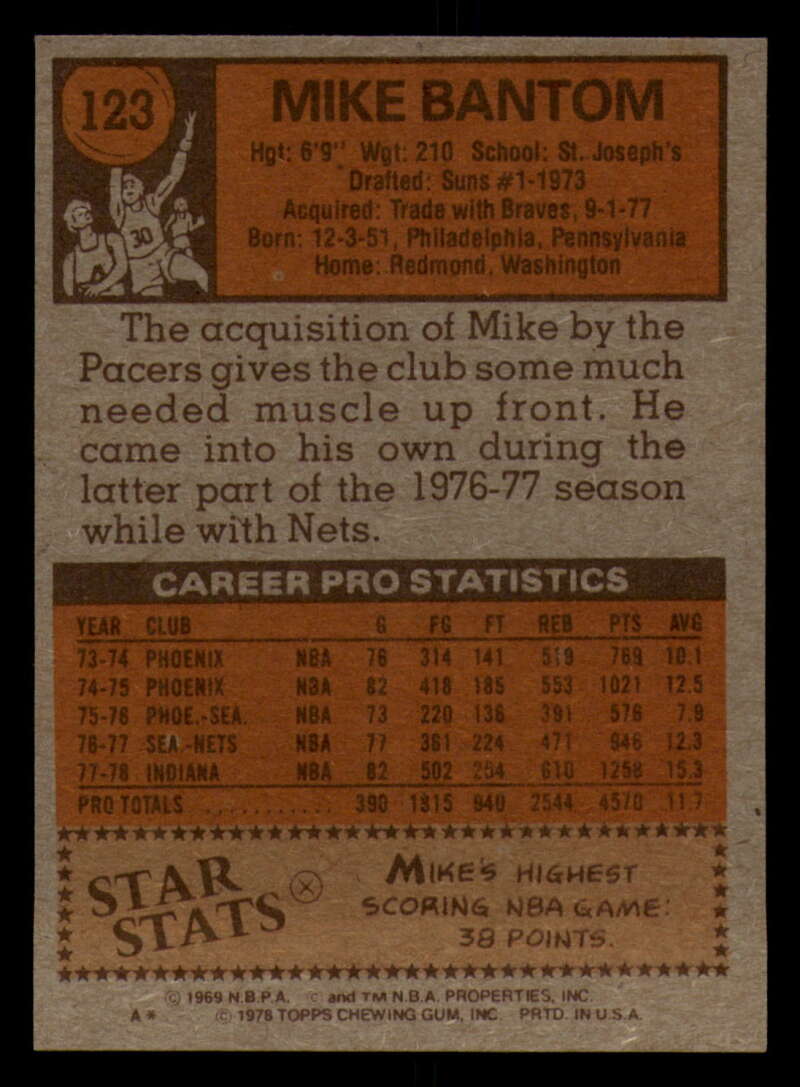 123
30
MIKE BANTOM
Hgt: 6'9" Wgt: 210 School: St. Joseph's
Drafted: Suns #1-1973
Acquired: Trade with Braves, 9-1-77
Born: 12-3-51, Philadelphia, Pennsylvania
Home: Redmond, Washington
The acquisition of Mike by the
Pacers gives the club some much
needed muscle up front. He
came into his own during the
latter part of the 1976-77 season
while with Nets.
CAREER PRO STATISTICS
YEAR CLUB G FG FT REB PTS AVG
73-74 PHOENIX NBA 76 314 141 519 769 10.1
74-75 PHOENIX NBA 82 418 185 553 1021 12.5
75-76 PHOE.-SEA. NBA 73 220 136 391 576 7.9
76-77 SEA.-NETS NBA 77 361 224 471 946 12.3
77-78 INDIANA NBA 82 502 254 610 1258 15.3
PRO TOTALS ............ 390 1815 940 2544 4570 11.7
STAR MIKE'S HIGHEST
STATS SCORING NBA GAME:
38 POINTS.
© 1969 N.B.P.A. © and TM N.B.A. PROPERTIES, INC.
A* © 1978 TOPPS CHEWING GUM, INC. PRTD. IN U.S.A.